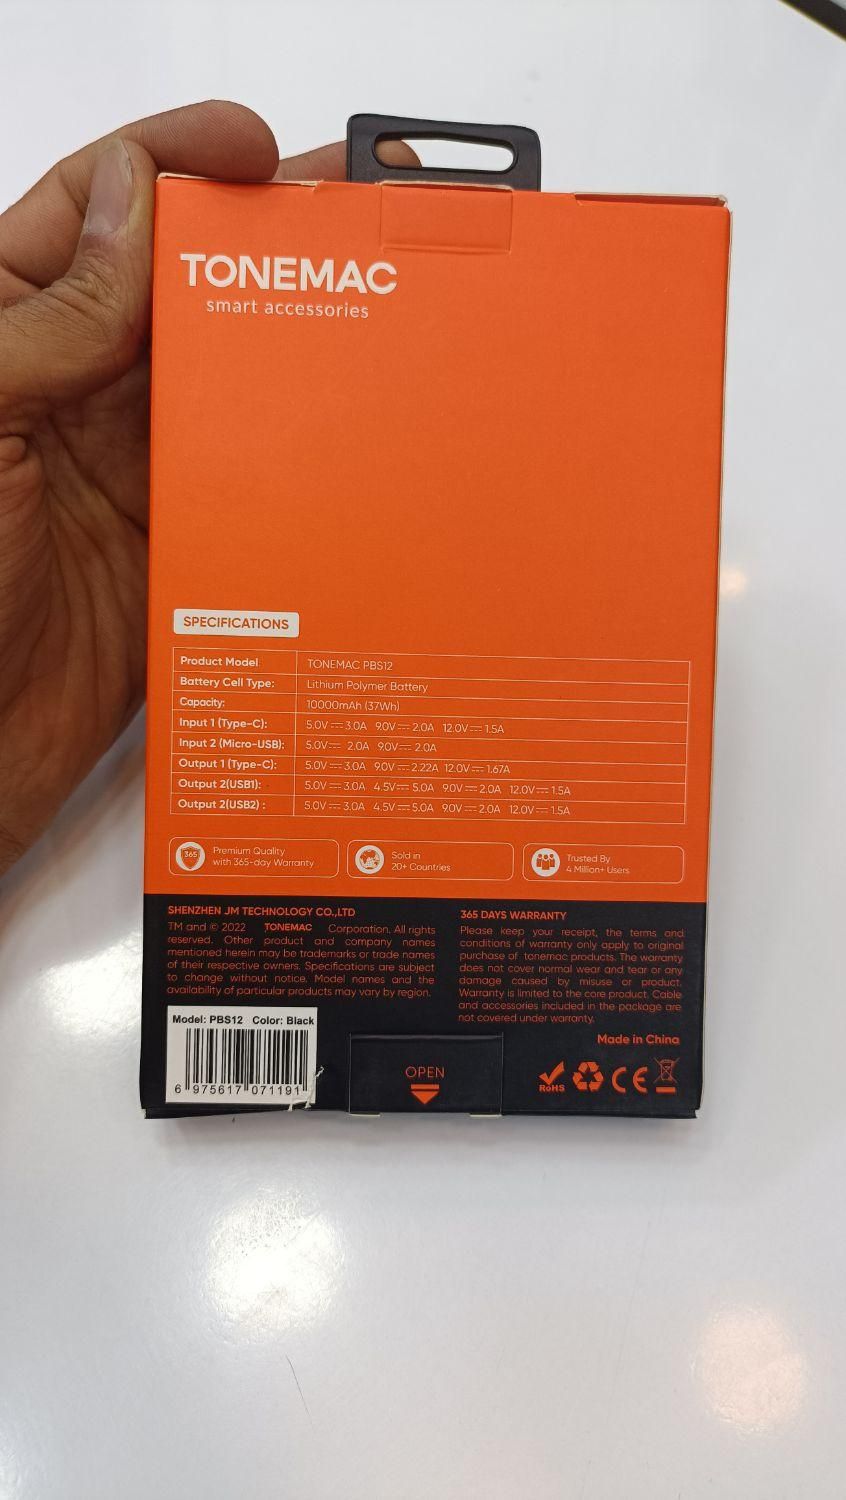 TONEMAC
smart accessories
SPECIFICATIONS
Product Model TONEMAC PBS12
Battery Cell Type: Lithium Polymer Battery
Capacity: 10000mAh (37Wh)
Input 1 (Type-C): 5.0V⎓3.0A 9.0V⎓2.0A 12.0V⎓1.5A
Input 2 (Micro-USB): 5.0V⎓ 2.0A 9.0V⎓ 2.0A
Output 1 (Type-C): 5.0V⎓3.0A 9.0V⎓2.22A 12.0V⎓1.67A
Output 2(USB1): 5.0V⎓3.0A 4.5V⎓5.0A 9.0V⎓2.0A 12.0V⎓1.5A
Output 2(USB2) : 5.0V⎓3.0A 4.5V⎓5.0A 9.0V⎓2.0A 12.0V⎓1.5A
365
Premium Quality
with 365-day Warranty
Sold in
20+ Countries
Trusted By
4 Million+ Users
SHENZHEN JM TECHNOLOGY CO.,LTD
TM and © 2022 TONEMAC Corporation. All rights
reserved. Other product and company names
mentioned herein may be trademarks or trade names
of their respective owners. Specifications are subject
to change without notice. Model names and the
availability of particular products may vary by region.
365 DAYS WARRANTY
Please keep your receipt, the terms and
conditions of warranty only apply to original
purchase of tonemac products. The warranty
does not cover normal wear and tear or any
damage caused by misuse or product.
Warranty is limited to the core product. Cable
and accessories included in the package are
not covered under warranty.
Made in China
Model: PBS12 Color: Black
6 975617 071191
OPEN
RoHS
CE